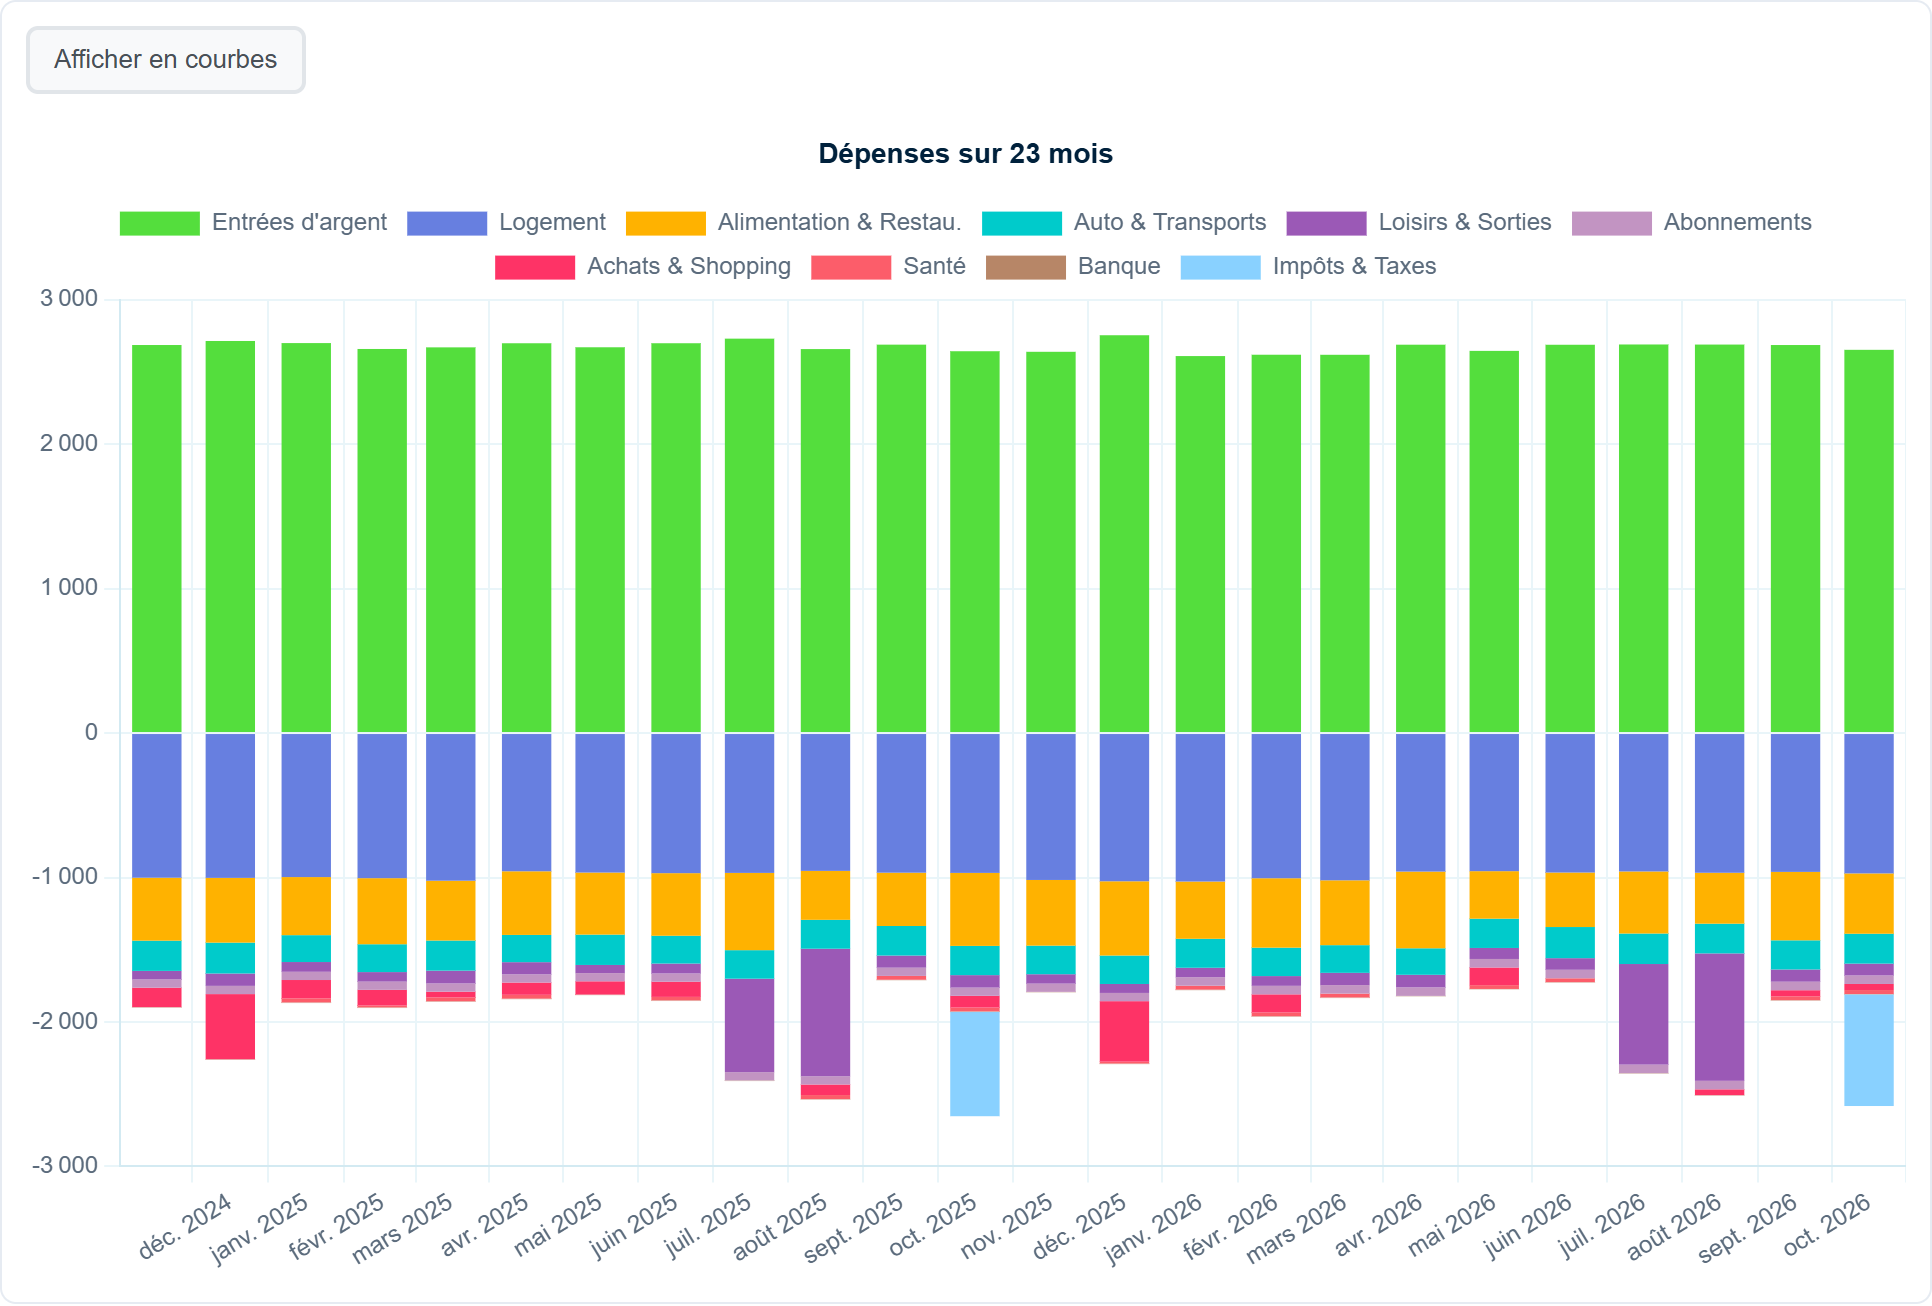 Afficher en courbes
Dépenses sur 23 mois
Entrées d'argent Logement Alimentation & Restau. Auto & Transports Loisirs & Sorties Abonnements
Achats & Shopping Santé Banque Impôts & Taxes
3 000
2 000
1 000
0
-1 000
-2 000
-3 000
déc. 2024 janv. 2025 févr. 2025 mars 2025 avr. 2025 mai 2025 juin 2025 juil. 2025 août 2025 sept. 2025 oct. 2025 nov. 2025 déc. 2025 janv. 2026 févr. 2026 mars 2026 avr. 2026 mai 2026 juin 2026 juil. 2026 août 2026 sept. 2026 oct. 2026